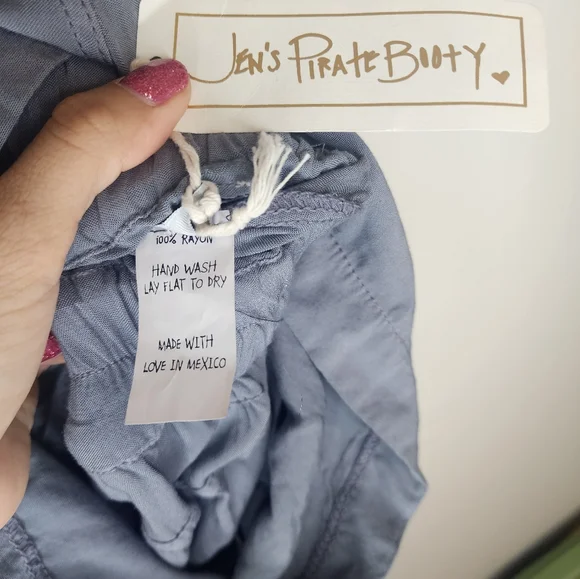 Jen's Pirate Booty
100% RAYON
HAND WASH
LAY FLAT TO DRY
MADE WITH
LOVE IN MEXICO